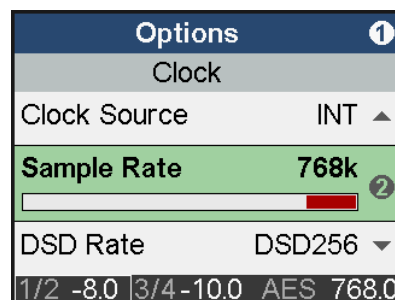 Options 1
Clock
Clock Source INT
Sample Rate 768k 2
DSD Rate DSD256
1/2 -8.0 3/4 -10.0 AES 768.0